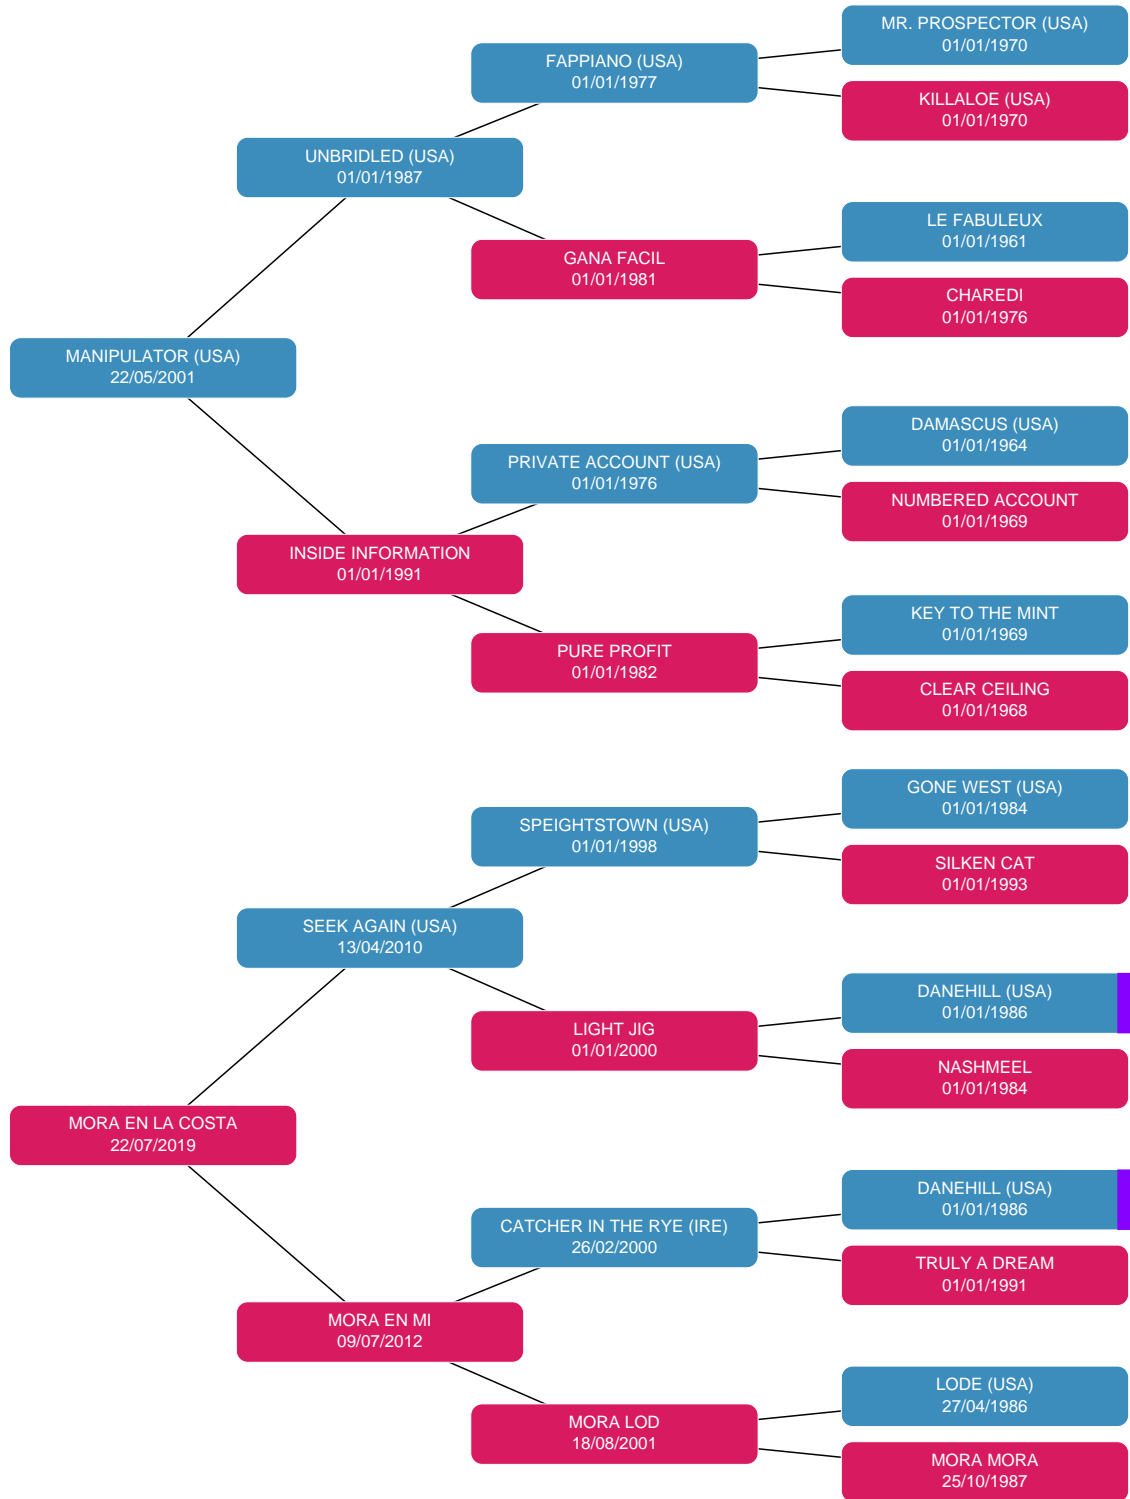 MR. PROSPECTOR (USA)
01/01/1970
FAPPIANO (USA)
01/01/1977
KILLALOE (USA)
01/01/1970
UNBRIDLED (USA)
01/01/1987
LE FABULEUX
01/01/1961
GANA FACIL
01/01/1981
CHAREDI
01/01/1976
MANIPULATOR (USA)
22/05/2001
DAMASCUS (USA)
01/01/1964
PRIVATE ACCOUNT (USA)
01/01/1976
NUMBERED ACCOUNT
01/01/1969
INSIDE INFORMATION
01/01/1991
KEY TO THE MINT
01/01/1969
PURE PROFIT
01/01/1982
CLEAR CEILING
01/01/1968
GONE WEST (USA)
01/01/1984
SPEIGHTSTOWN (USA)
01/01/1998
SILKEN CAT
01/01/1993
SEEK AGAIN (USA)
13/04/2010
DANEHILL (USA)
01/01/1986
LIGHT JIG
01/01/2000
NASHMEEL
01/01/1984
MORA EN LA COSTA
22/07/2019
DANEHILL (USA)
01/01/1986
CATCHER IN THE RYE (IRE)
26/02/2000
TRULY A DREAM
01/01/1991
MORA EN MI
09/07/2012
LODE (USA)
27/04/1986
MORA LOD
18/08/2001
MORA MORA
25/10/1987